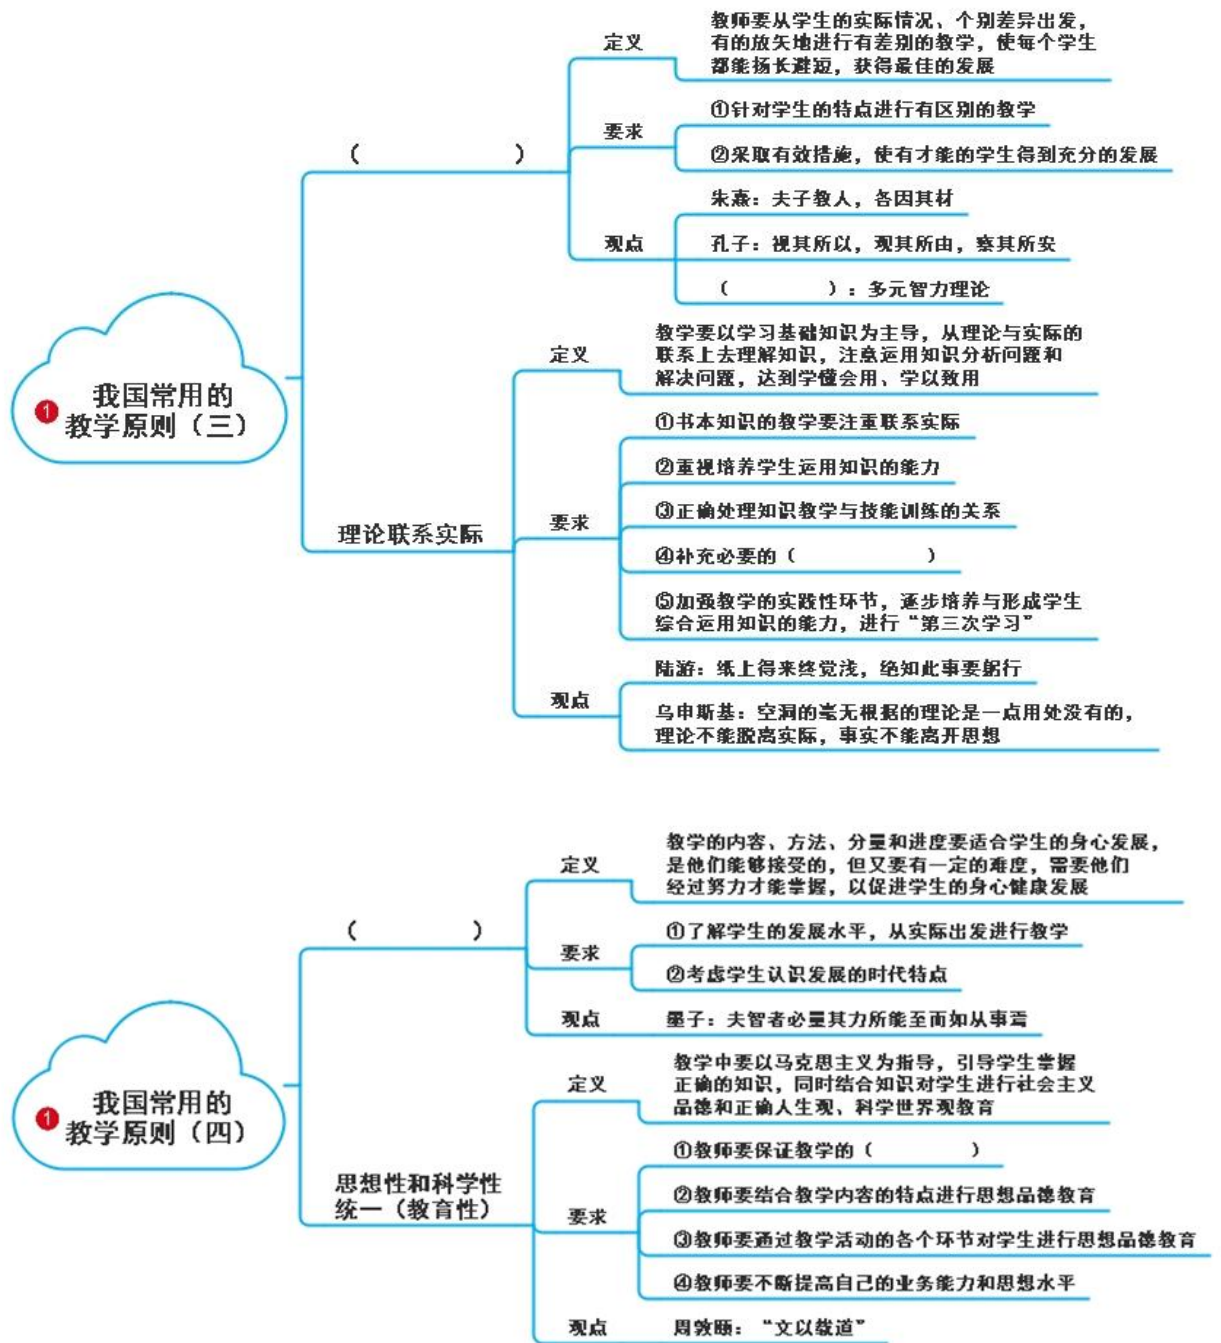 定义
教师要从学生的实际情况、个别差异出发，
有的放矢地进行有差别的教学，使每个学生
都能扬长避短，获得最佳的发展
（ ）
要求
①针对学生的特点进行有区别的教学
②采取有效措施，使有才能的学生得到充分的发展
观点
朱熹：夫子教人，各因其材
孔子：视其所以，观其所由，察其所安
（ ）：多元智力理论
1 我国常用的
教学原则（三）
定义
教学要以学习基础知识为主导，从理论与实际的
联系上去理解知识，注意运用知识分析问题和
解决问题，达到学懂会用、学以致用
理论联系实际
要求
①书本知识的教学要注重联系实际
②重视培养学生运用知识的能力
③正确处理知识教学与技能训练的关系
④补充必要的（ ）
⑤加强教学的实践性环节，逐步培养与形成学生
综合运用知识的能力，进行“第三次学习”
观点
陆游：纸上得来终觉浅，绝知此事要躬行
乌申斯基：空洞的毫无根据的理论是一点用处没有的，
理论不能脱离实际，事实不能离开思想
定义
教学的内容、方法、分量和进度要适合学生的身心发展，
是他们能够接受的，但又要有一定的难度，需要他们
经过努力才能掌握，以促进学生的身心健康发展
（ ）
要求
①了解学生的发展水平，从实际出发进行教学
②考虑学生认识发展的时代特点
观点
墨子：夫智者必量其力所能至而如从事焉
1 我国常用的
教学原则（四）
定义
教学中要以马克思主义为指导，引导学生掌握
正确的知识，同时结合知识对学生进行社会主义
品德和正确人生观、科学世界观教育
思想性和科学性
统一（教育性）
要求
①教师要保证教学的（ ）
②教师要结合教学内容的特点进行思想品德教育
③教师要通过教学活动的各个环节对学生进行思想品德教育
④教师要不断提高自己的业务能力和思想水平
观点
周敦颐：“文以载道”